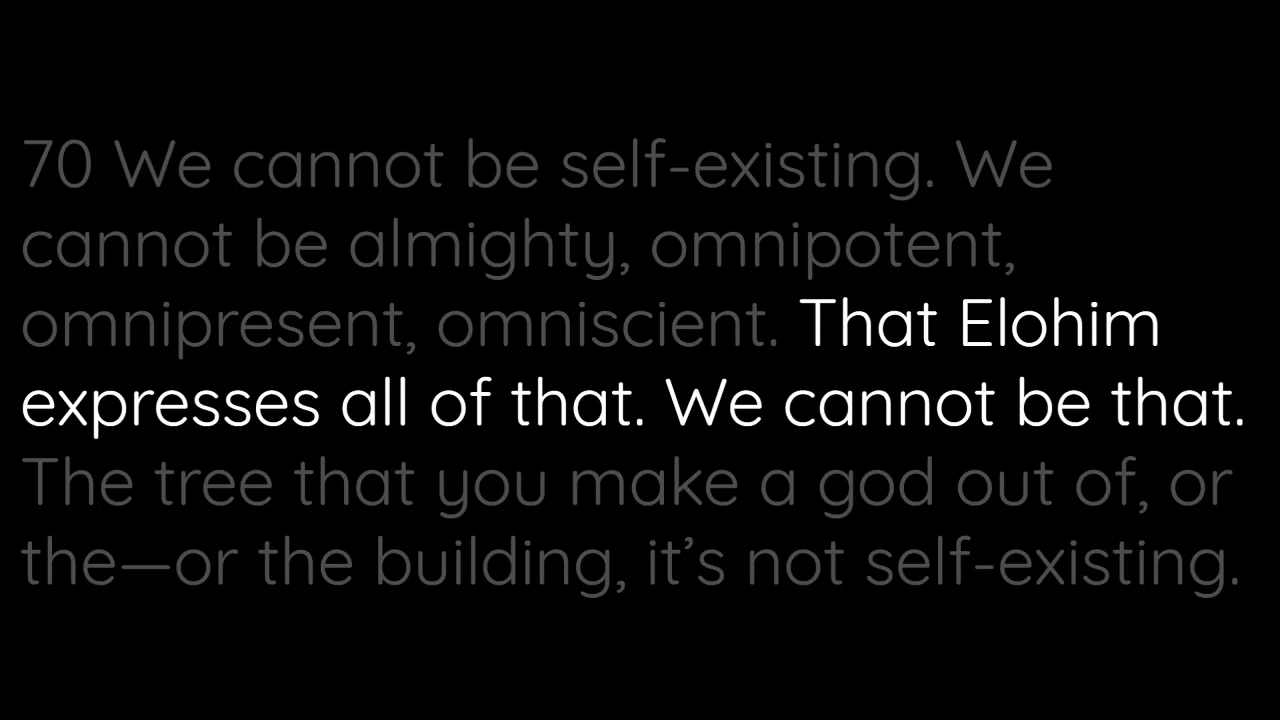 70 We cannot be self-existing. We
cannot be almighty, omnipotent,
omnipresent, omniscient. That Elohim
expresses all of that. We cannot be that.
The tree that you make a god out of, or
the—or the building, it’s not self-existing.